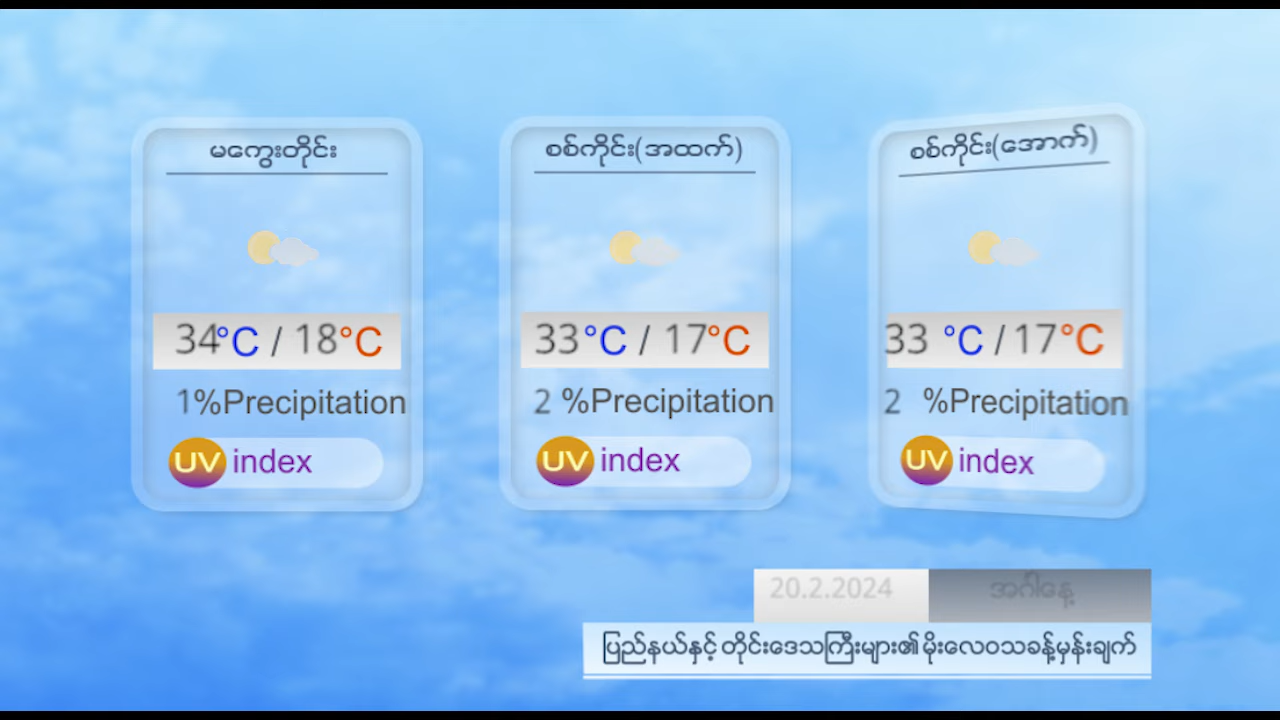 မကွေးတိုင်း
34°C / 18°C
1%Precipitation
UV index
စစ်ကိုင်း(အထက်)
33°C / 17°C
2 %Precipitation
UV index
စစ်ကိုင်း(အောက်)
33 °C / 17°C
2 %Precipitation
UV index
20.2.2024 အင်္ဂါနေ့
ပြည်နယ်နှင့် တိုင်းဒေသကြီးများ၏ မိုးလေဝသခန့်မှန်းချက်